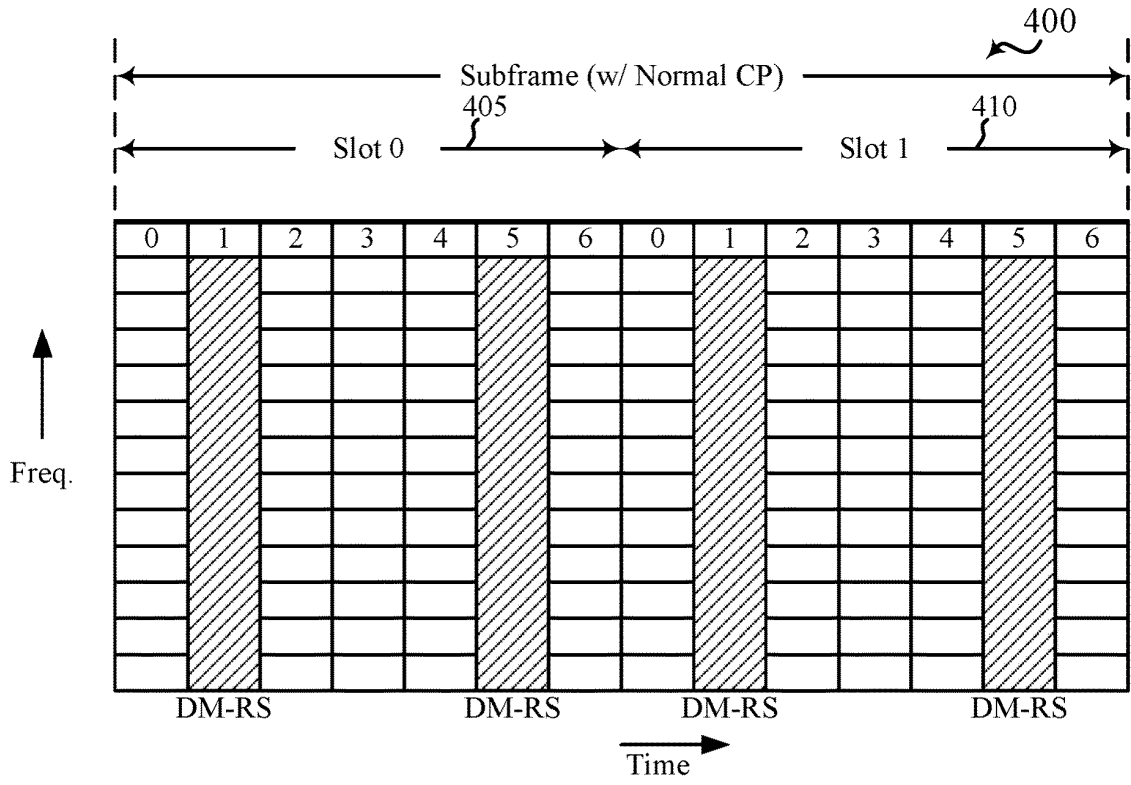 400
Subframe (w/ Normal CP)
405
410
Slot 0
Slot 1
0 1 2 3 4 5 6 0 1 2 3 4 5 6
Freq.
DM-RS DM-RS DM-RS DM-RS
Time